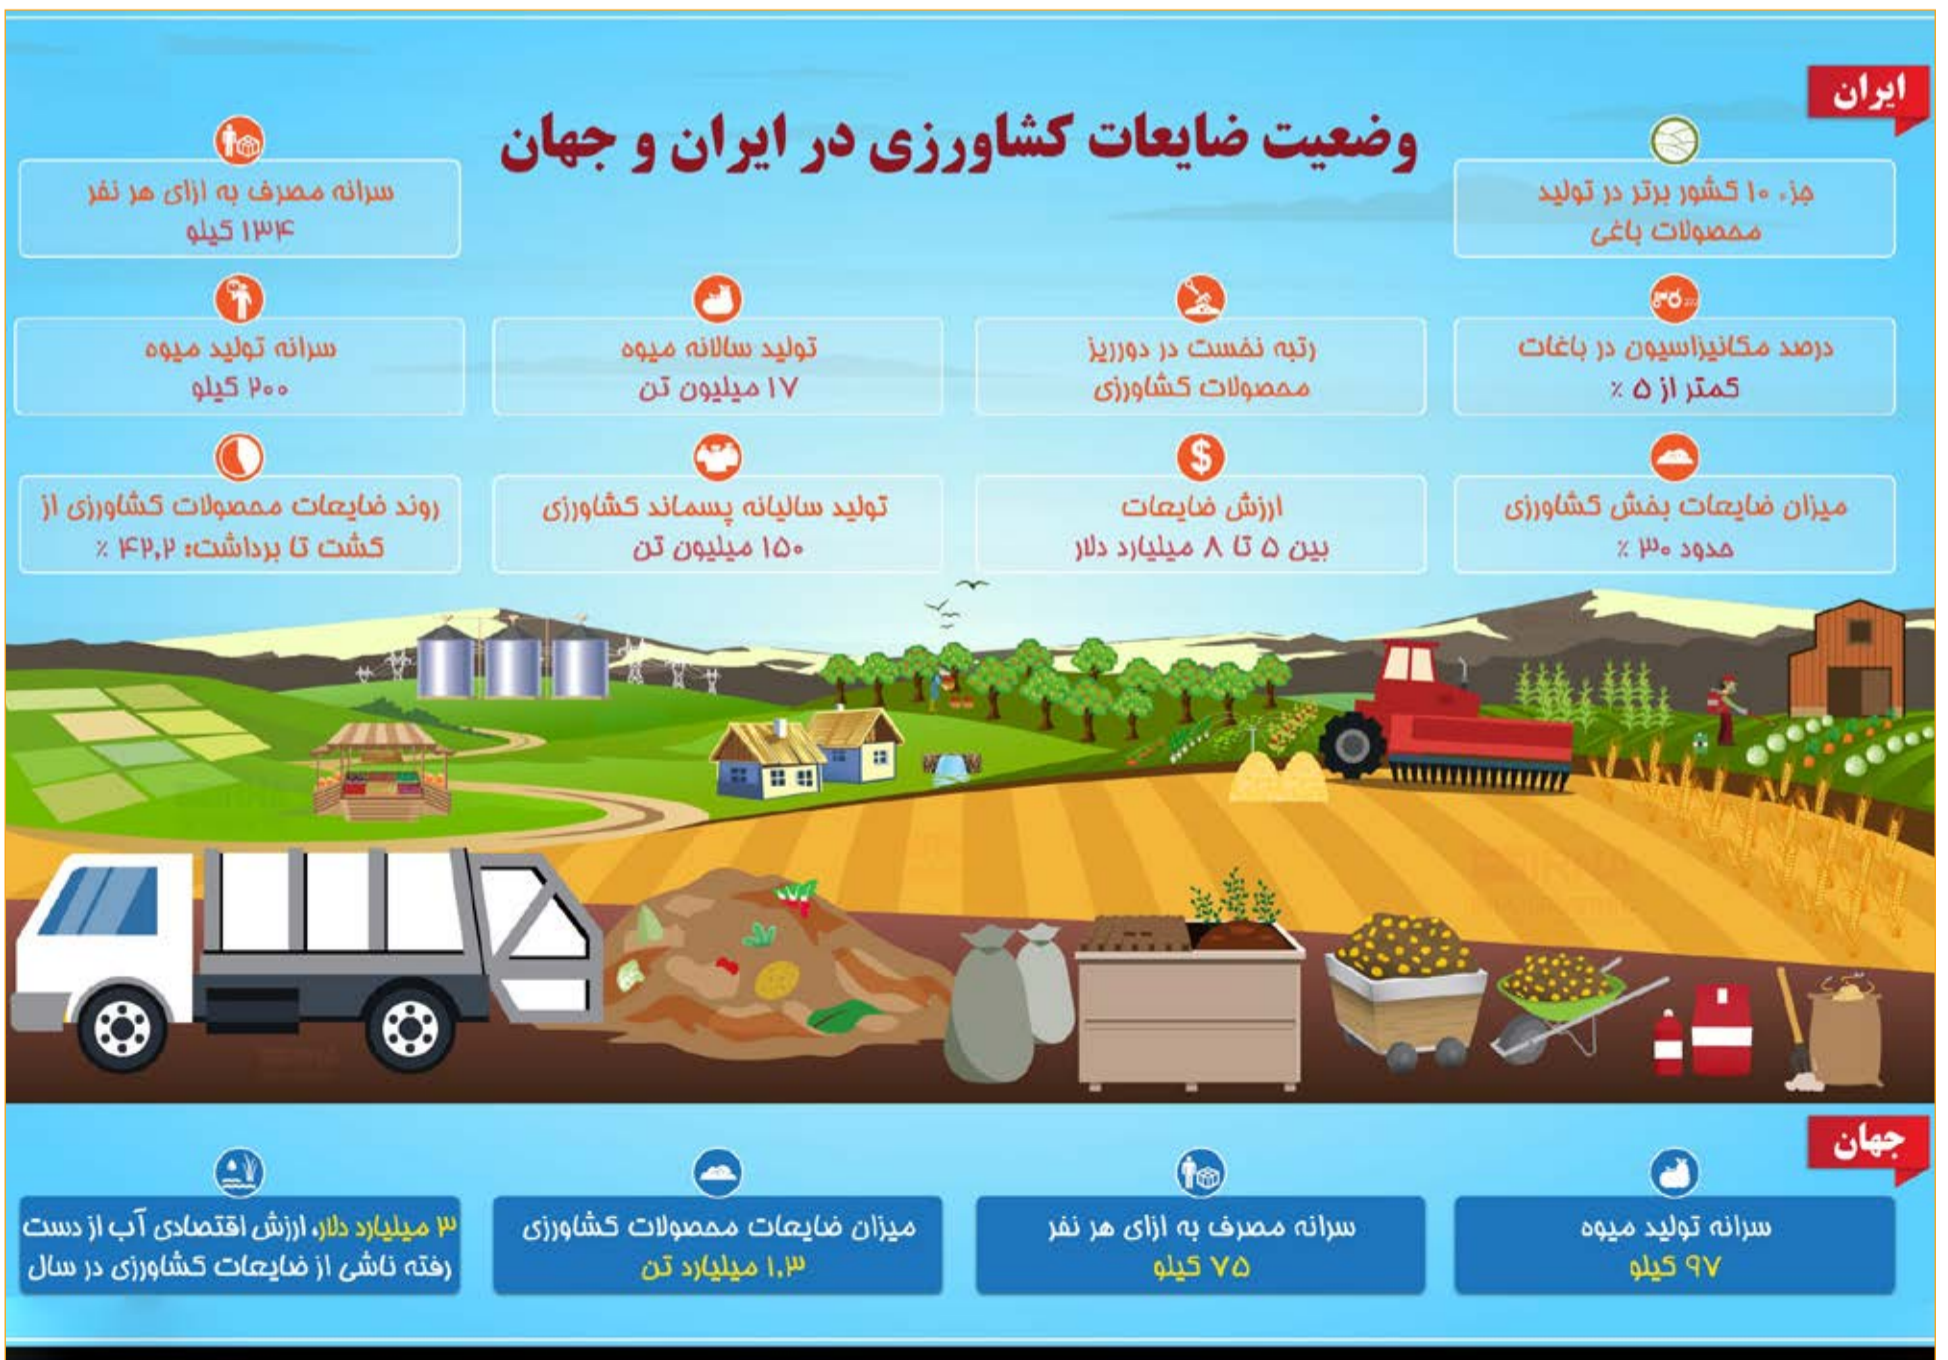 ایران
وضعیت ضایعات کشاورزی در ایران و جهان
جزء ۱۰ کشور برتر در تولید
محصولات باغی
سرانه مصرف به ازای هر نفر
۱۳۴ کیلو
درصد مکانیزاسیون در باغات
کمتر از ۵ ٪
رتبه نخست در دورریز
محصولات کشاورزی
تولید سالانه میوه
۱۷ میلیون تن
سرانه تولید میوه
۲۰۰ کیلو
میزان ضایعات بخش کشاورزی
حدود ۳۰ ٪
ارزش ضایعات
بین ۵ تا ۸ میلیارد دلار
تولید سالیانه پسماند کشاورزی
۱۵۰ میلیون تن
روند ضایعات محصولات کشاورزی از
کشت تا برداشت: ۴۲,۲ ٪
جهان
سرانه تولید میوه
۹۷ کیلو
سرانه مصرف به ازای هر نفر
۷۵ کیلو
میزان ضایعات محصولات کشاورزی
۱,۳ میلیارد تن
۳ میلیارد دلار، ارزش اقتصادی آب از دست
رفته ناشی از ضایعات کشاورزی در سال